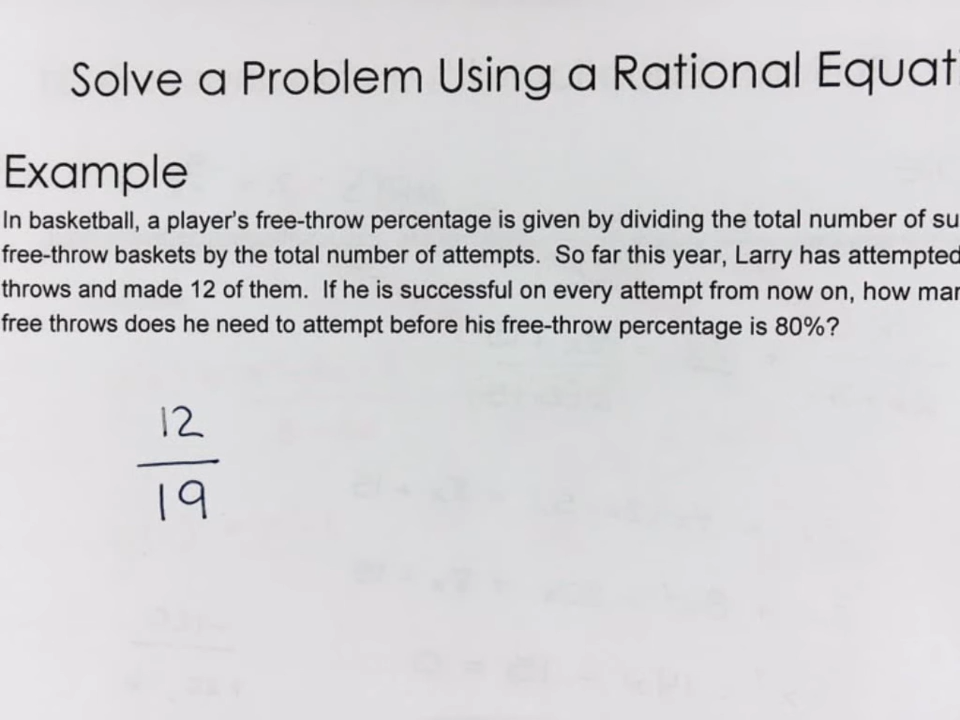 Solve a Problem Using a Rational Equati
Example
In basketball, a player's free-throw percentage is given by dividing the total number of su
free-throw baskets by the total number of attempts. So far this year, Larry has attempted
throws and made 12 of them. If he is successful on every attempt from now on, how mar
free throws does he need to attempt before his free-throw percentage is 80%?
12
19